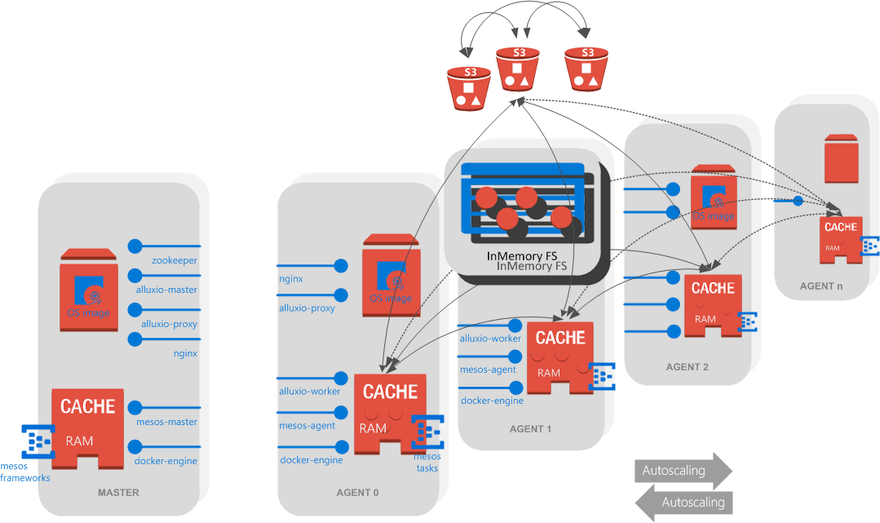 S3
S3
S3
zookeeper
alluxio-master
OS image
alluxio-proxy
nginx
CACHE
RAM
mesos-master
docker-engine
mesos
frameworks
MASTER
nginx
OS image
alluxio-proxy
alluxio-worker
CACHE
mesos-agent
RAM
docker-engine
mesos
tasks
AGENT 0
InMemory FS
InMemory FS
alluxio-worker
CACHE
mesos-agent
RAM
docker-engine
AGENT 1
OS image
CACHE
RAM
AGENT 2
CACHE
RAM
AGENT n
Autoscaling
Autoscaling